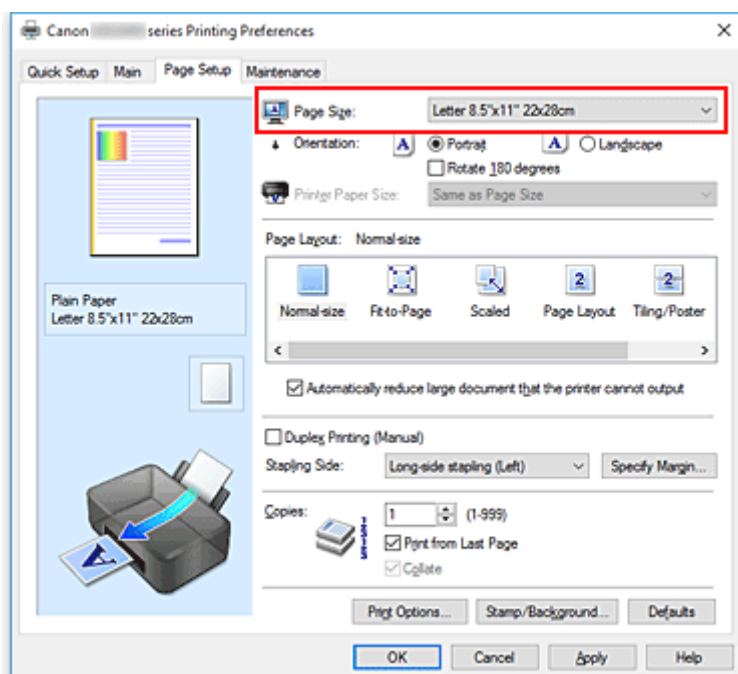 Canon series Printing Preferences
Quick Setup Main Page Setup Maintenance
Page Size: Letter 8.5"x11" 22x28cm
Orientation: A Portrait A Landscape
Rotate 180 degrees
Printer Paper Size: Same as Page Size
Page Layout: Normal-size
Normal-size Fit-to-Page Scaled Page Layout Tiling/Poster
Plain Paper
Letter 8.5"x11" 22x28cm
Automatically reduce large document that the printer cannot output
Duplex Printing (Manual)
Stapling Side: Long-side stapling (Left) Specify Margin...
Copies: 1 (1-999)
Print from Last Page
Collate
Print Options... Stamp/Background... Defaults
OK Cancel Apply Help